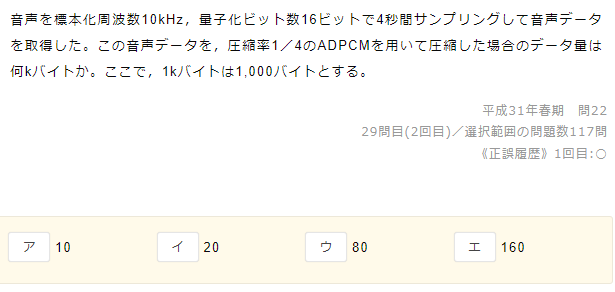 音声を標本化周波数10kHz，量子化ビット数16ビットで4秒間サンプリングして音声データ
を取得した。この音声データを，圧縮率1／4のADPCMを用いて圧縮した場合のデータ量は
何kバイトか。ここで，1kバイトは1,000バイトとする。
平成31年春期　問22
29問目(2回目)／選択範囲の問題数117問
《正誤履歴》1回目:○
ア 10 イ 20 ウ 80 エ 160